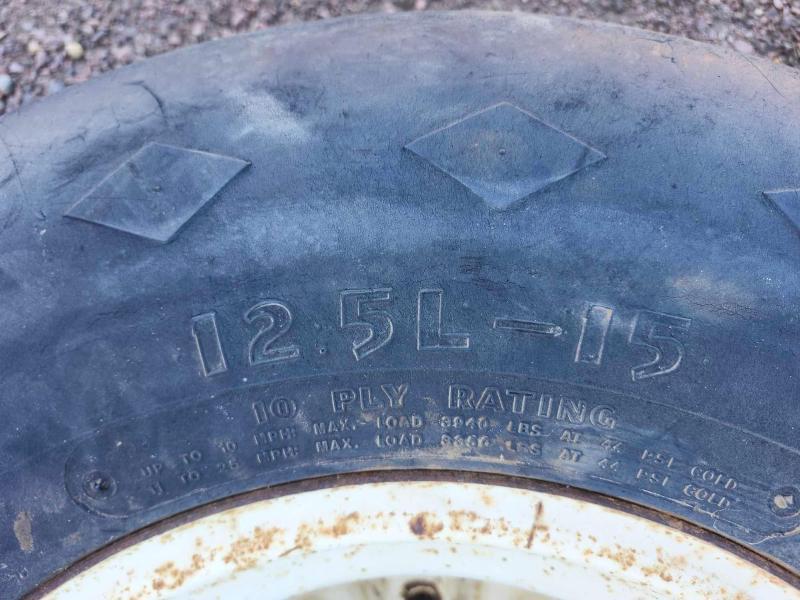 12.5L-15
10 PLY RATING
UP TO 10 MPH: MAX. LOAD 3940 LBS AT 44 PSI COLD
11 TO 25 MPH: MAX. LOAD LBS AT 44 PSI COLD